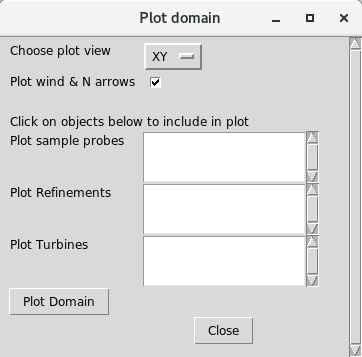 Plot domain
Choose plot view XY
Plot wind & N arrows
Click on objects below to include in plot
Plot sample probes
Plot Refinements
Plot Turbines
Plot Domain
Close